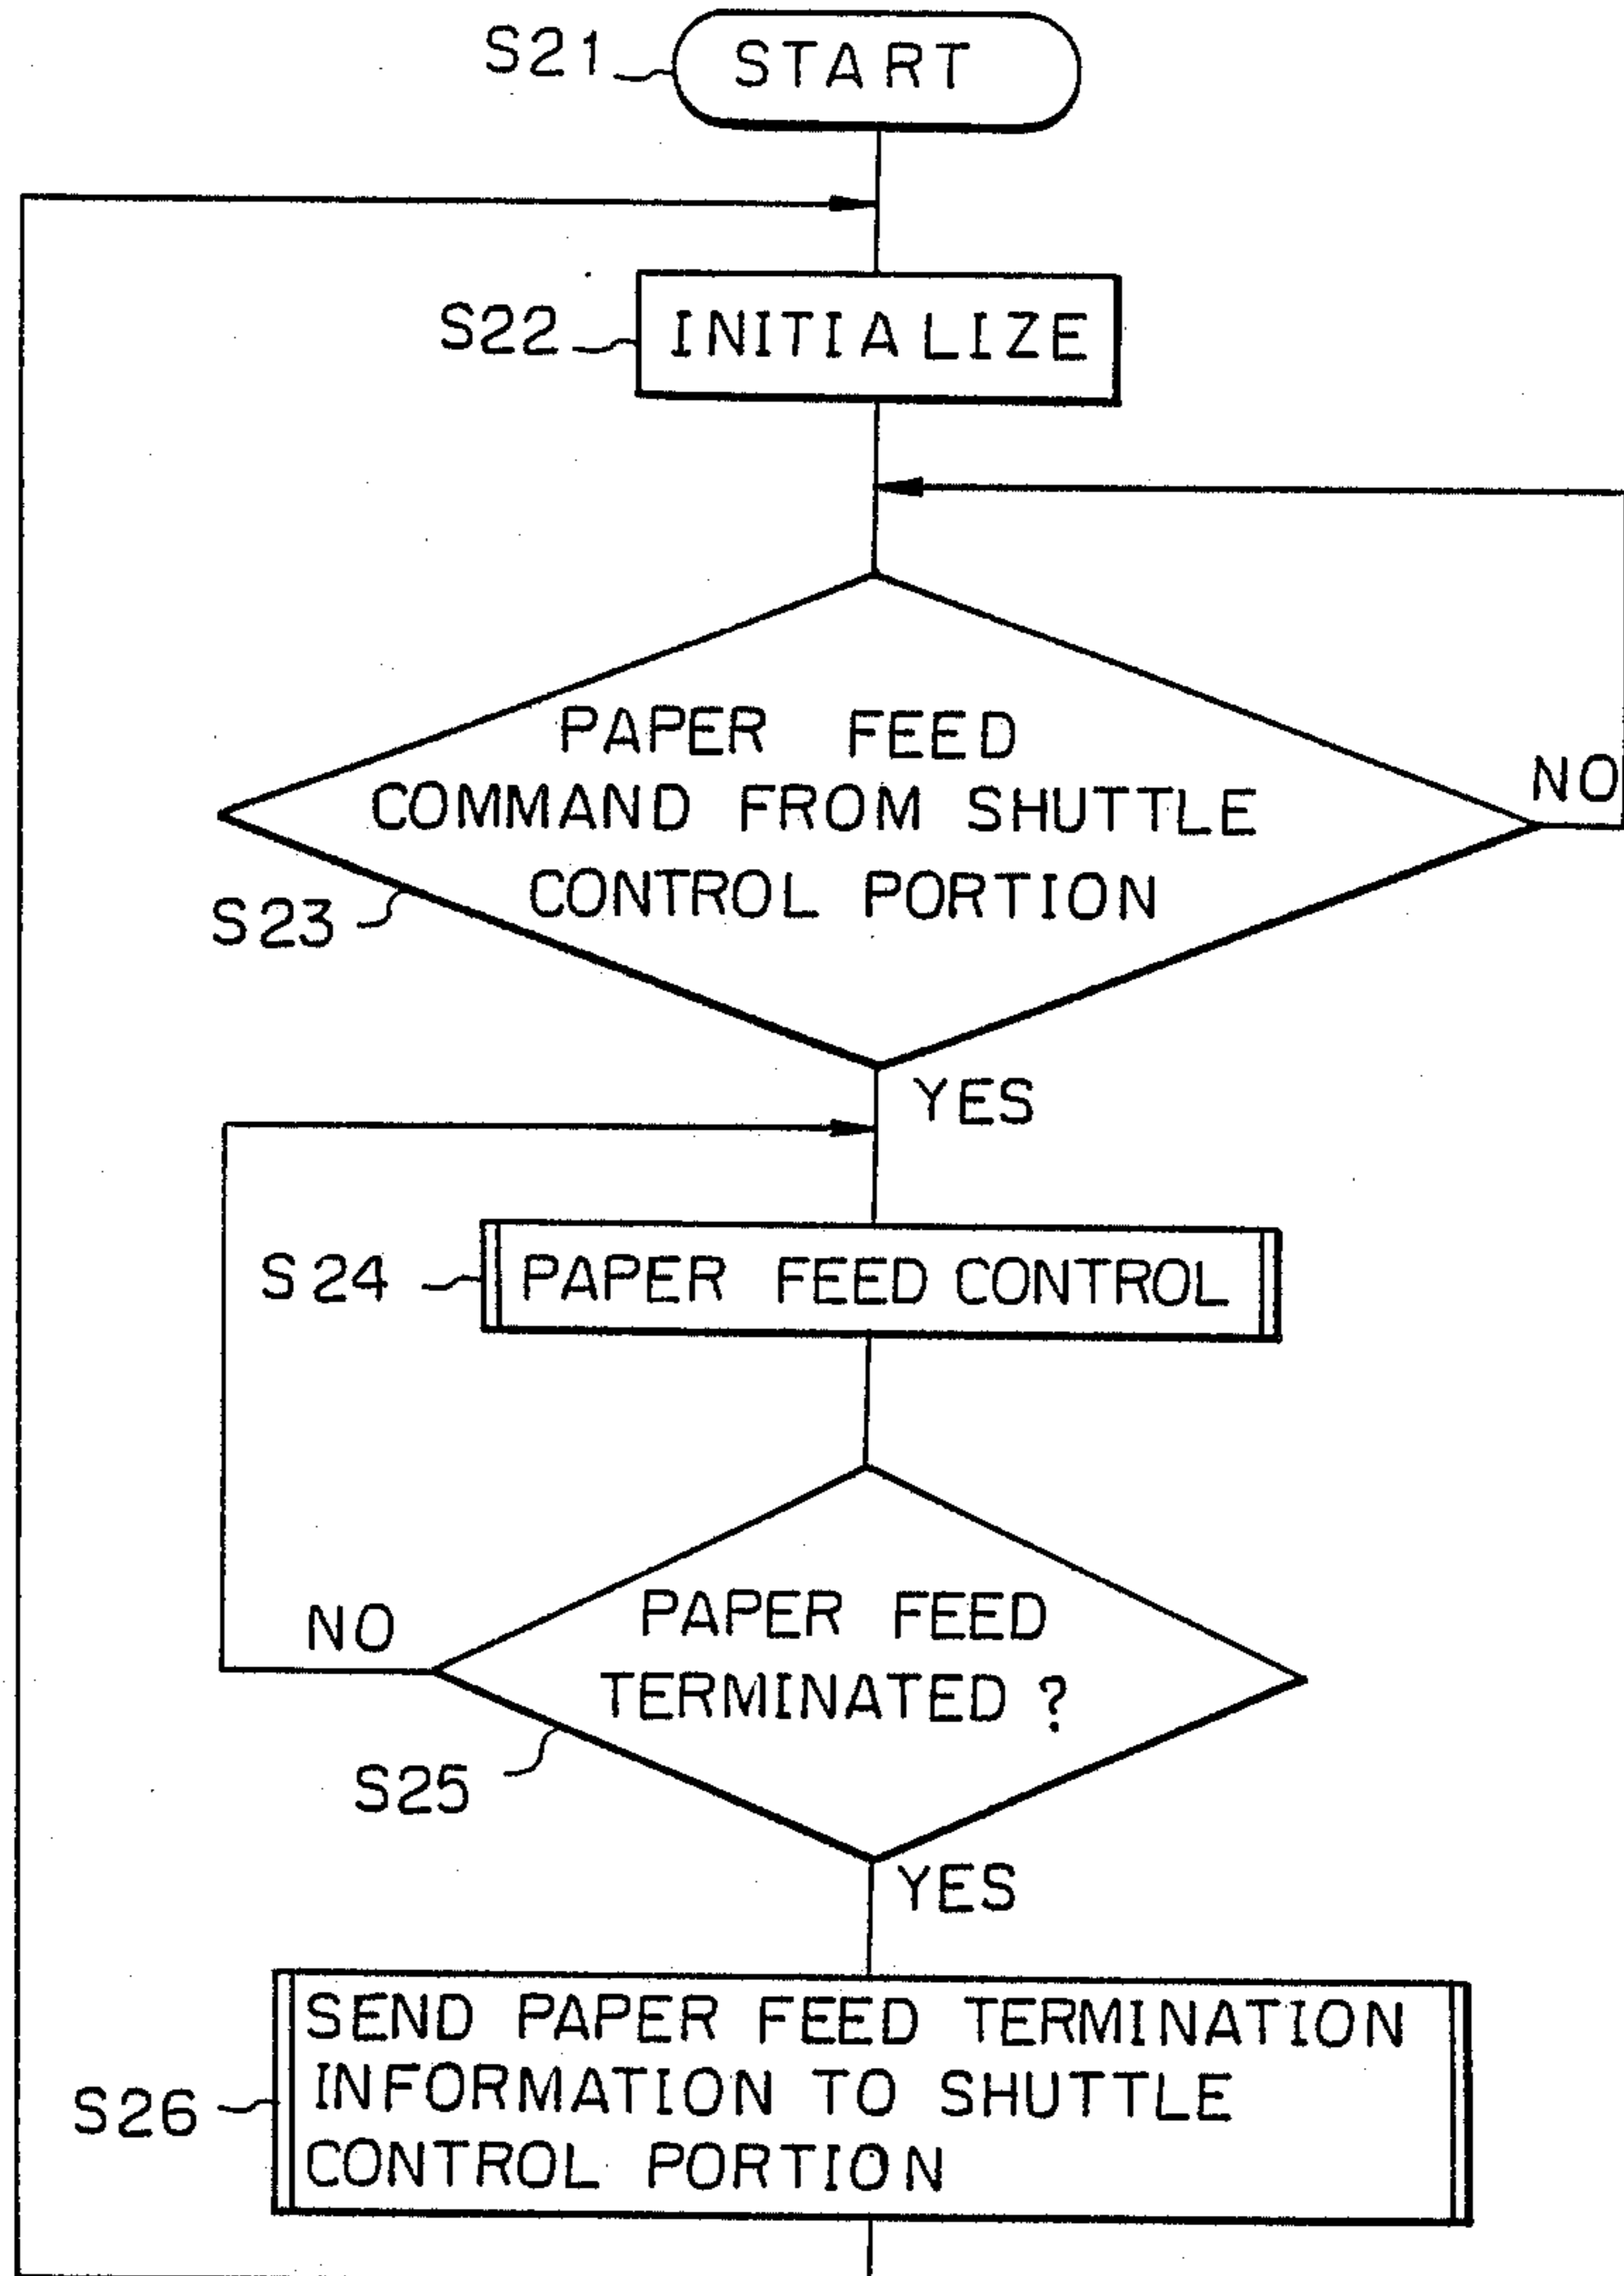 S21
START
S22
INITIALIZE
PAPER FEED
COMMAND FROM SHUTTLE
CONTROL PORTION
NO
S23
YES
S24
PAPER FEED CONTROL
PAPER FEED
TERMINATED ?
NO
S25
YES
SEND PAPER FEED TERMINATION
INFORMATION TO SHUTTLE
CONTROL PORTION
S26